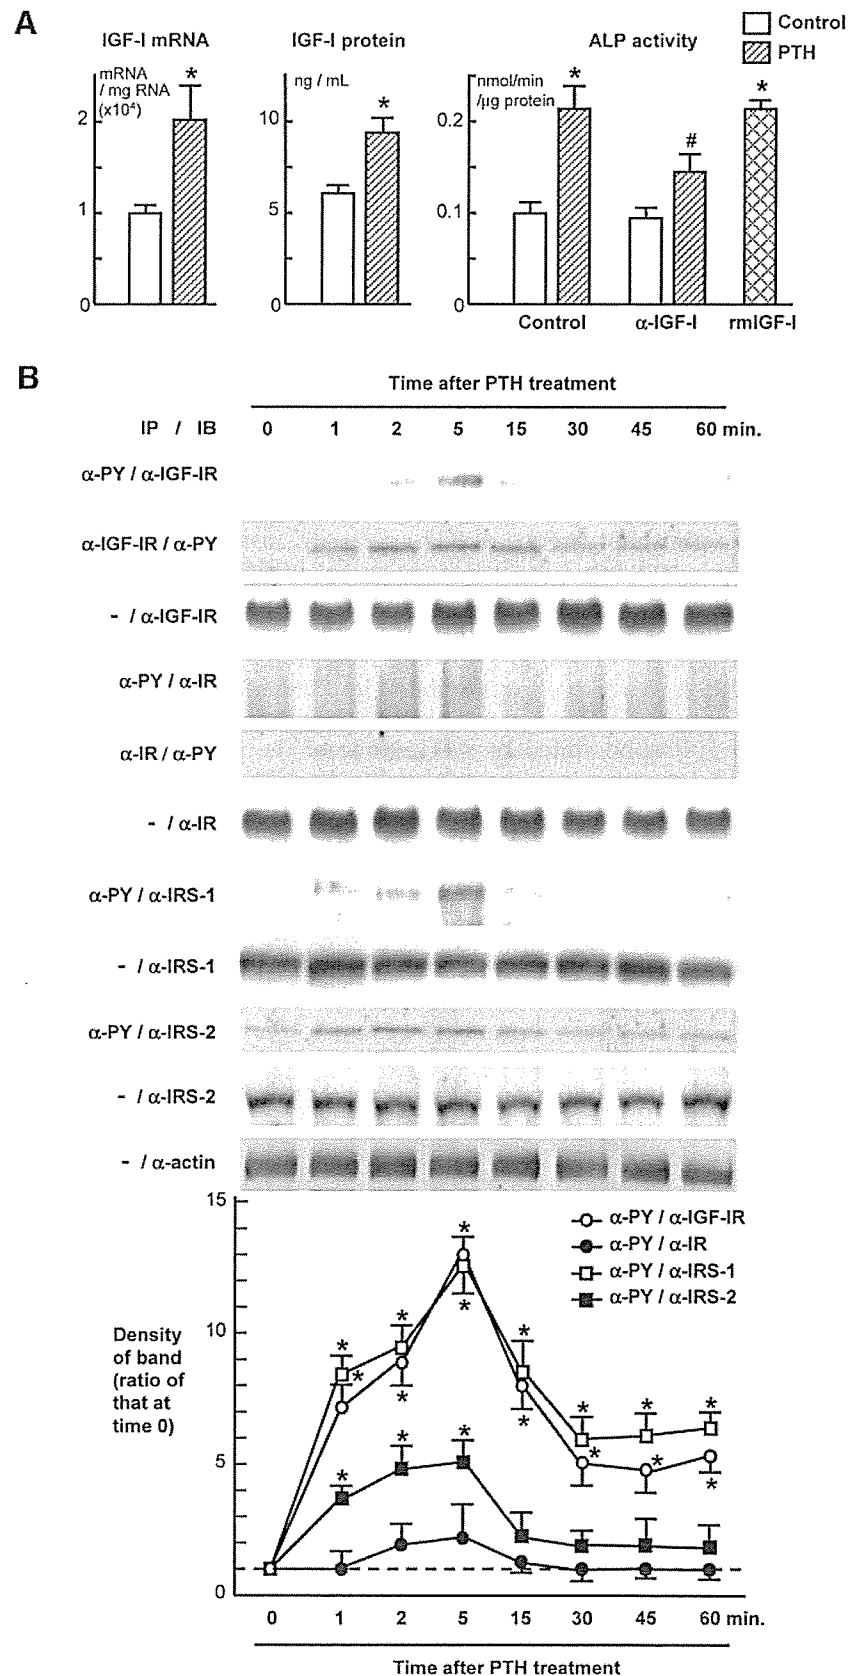 A
IGF-I mRNA
IGF-I protein
ALP activity
Control
PTH
mRNA
/ mg RNA
(x10⁴)
*
2
1
0
ng / mL
*
10
5
0
nmol/min
/μg protein
*
#
*
0.2
0.1
0
Control
α-IGF-I
rmIGF-I
B
Time after PTH treatment
IP / IB
0 1 2 5 15 30 45 60 min.
α-PY / α-IGF-IR
α-IGF-IR / α-PY
- / α-IGF-IR
α-PY / α-IR
α-IR / α-PY
- / α-IR
α-PY / α-IRS-1
- / α-IRS-1
α-PY / α-IRS-2
- / α-IRS-2
- / α-actin
15
10
5
0
α-PY / α-IGF-IR
α-PY / α-IR
α-PY / α-IRS-1
α-PY / α-IRS-2
Density
of band
(ratio of
that at
time 0)
* * * * * * *
* * * * * * *
* * *
0 1 2 5 15 30 45 60 min.
Time after PTH treatment